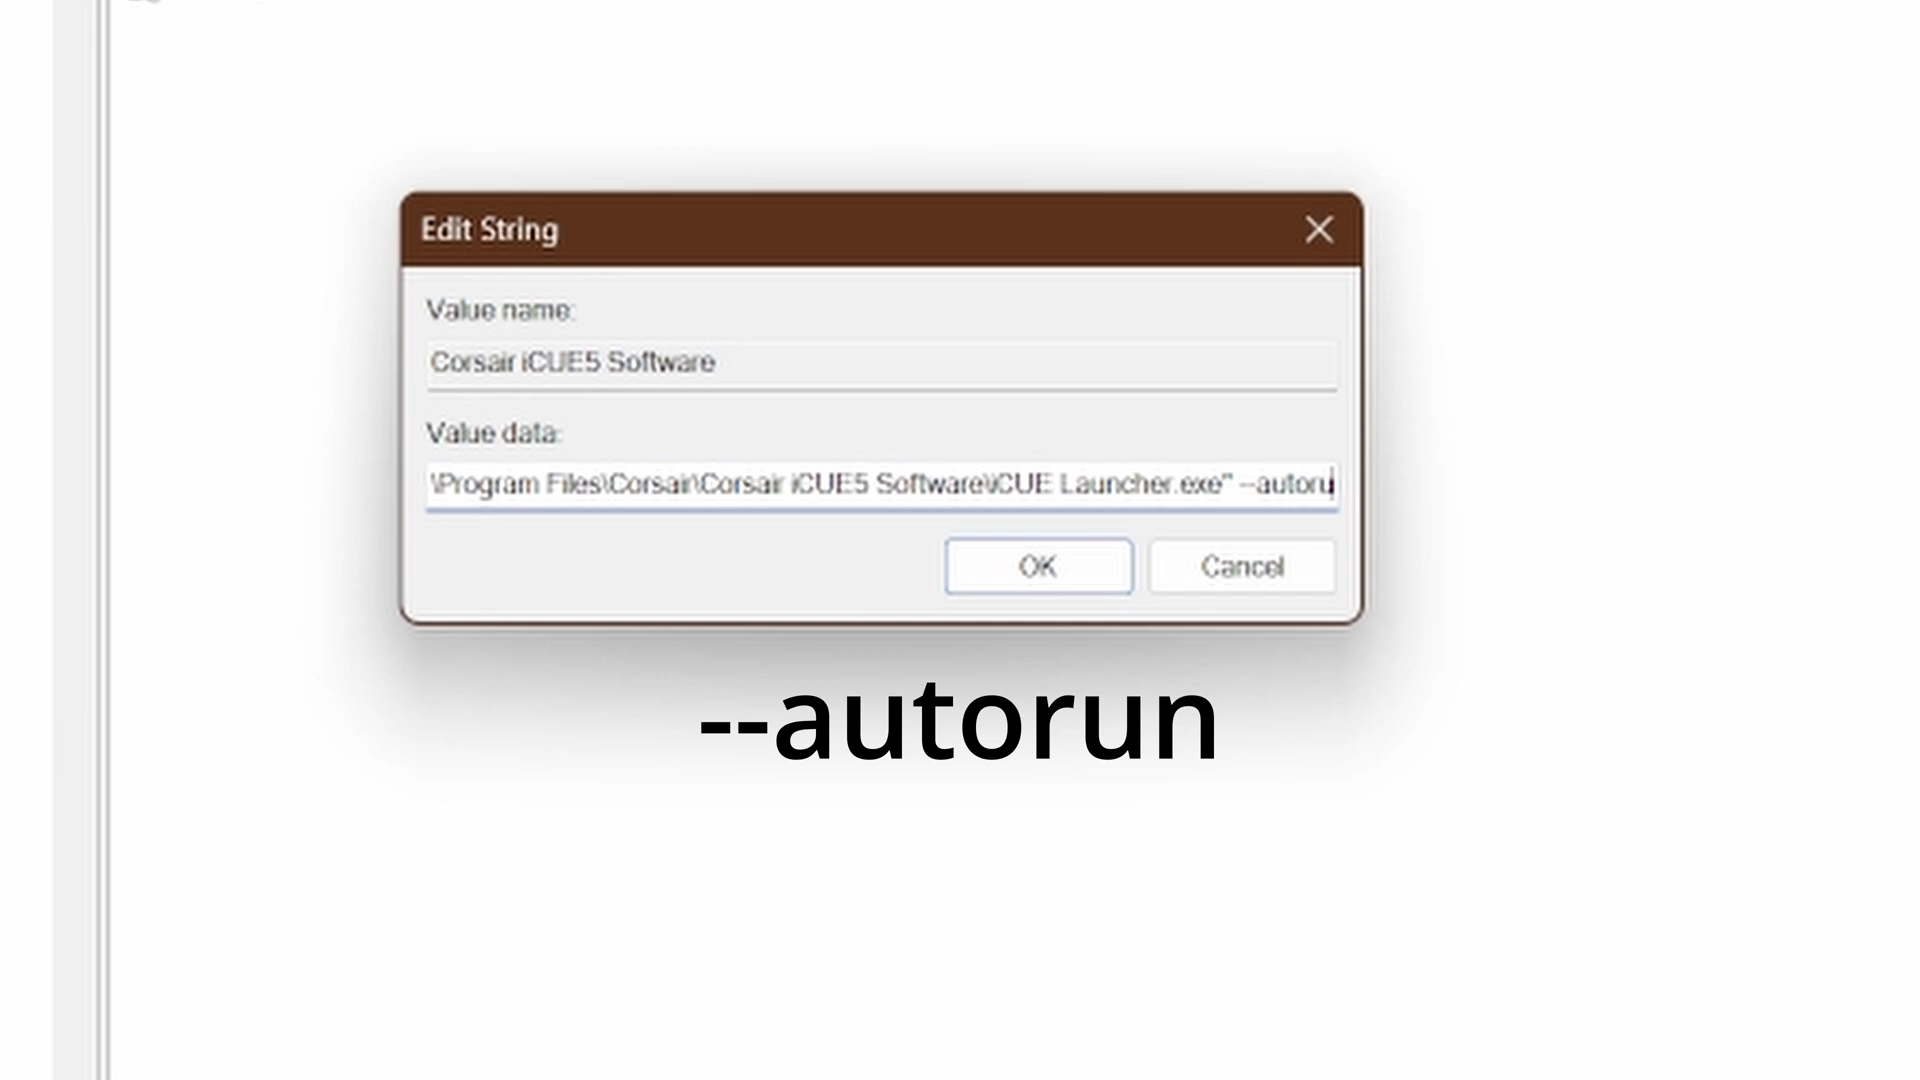 Edit String
Value name:
Corsair iCUE5 Software
Value data:
\Program Files\Corsair\Corsair iCUE5 Software\iCUE Launcher.exe" --autoru
OK Cancel
--autorun